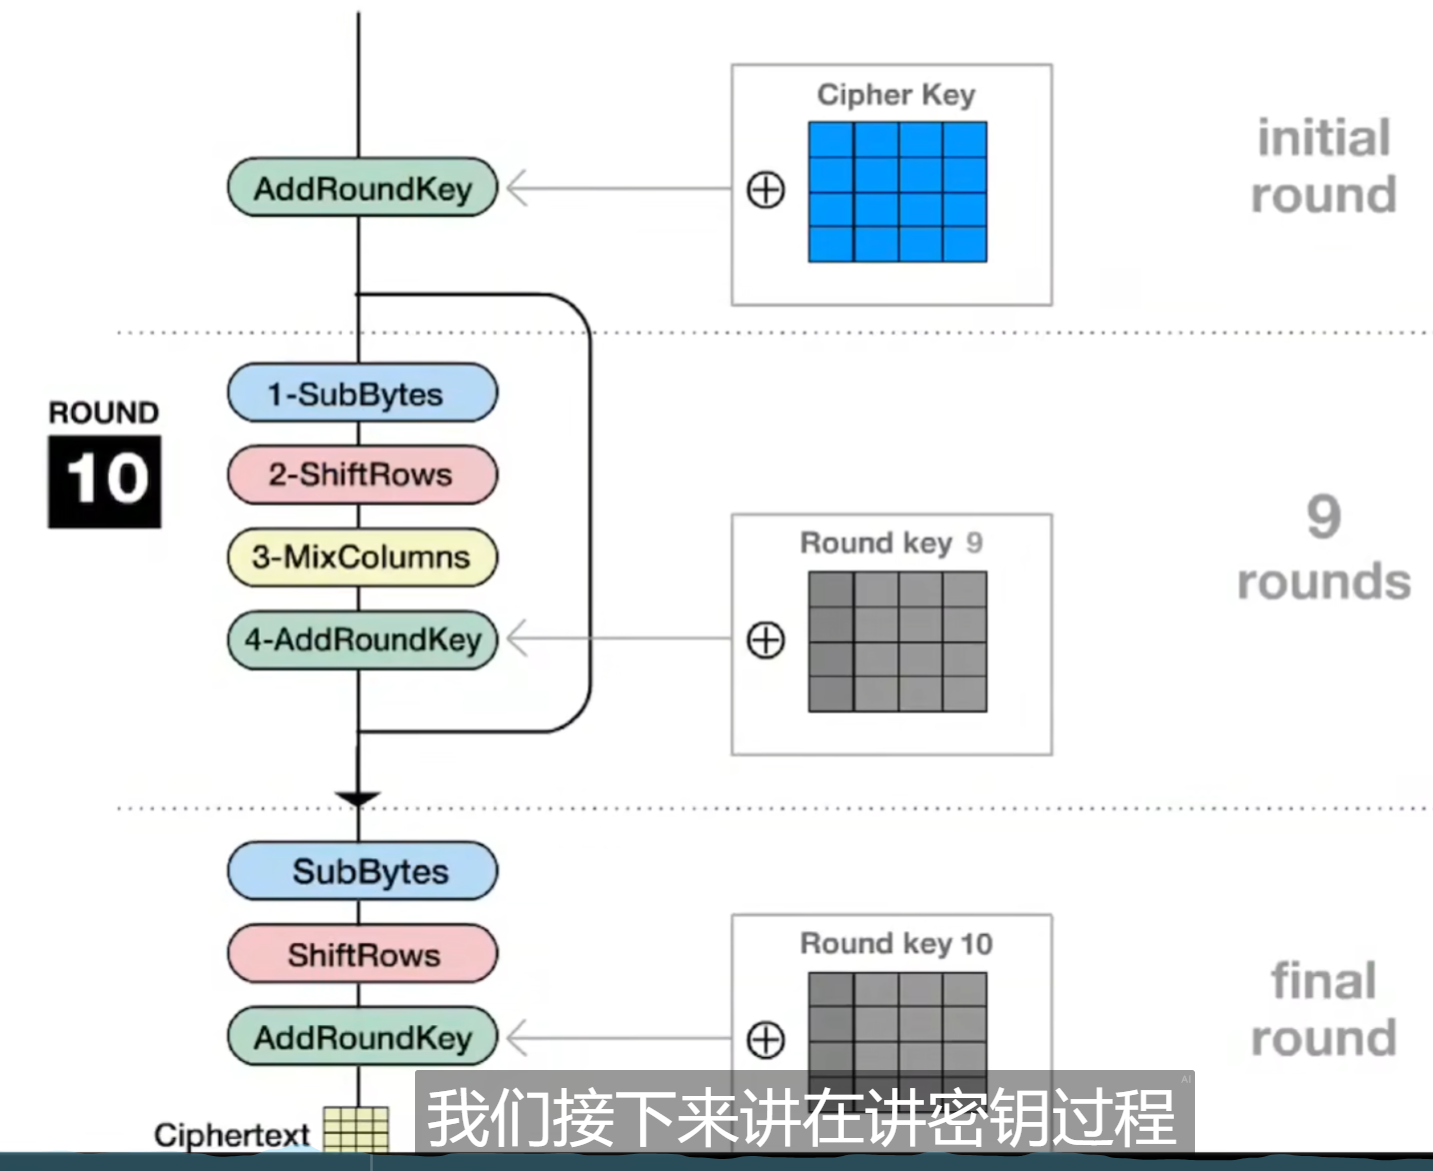 Cipher Key
initial
round
AddRoundKey
1-SubBytes
ROUND
10
2-ShiftRows
3-MixColumns
4-AddRoundKey
Round key 9
9
rounds
SubBytes
ShiftRows
AddRoundKey
Round key 10
final
round
Ciphertext
AI
我们接下来讲在讲密钥过程